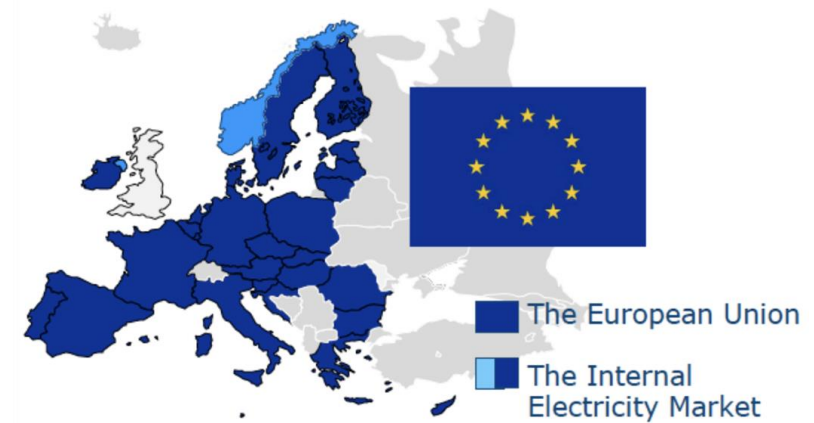 The European Union
The Internal
Electricity Market